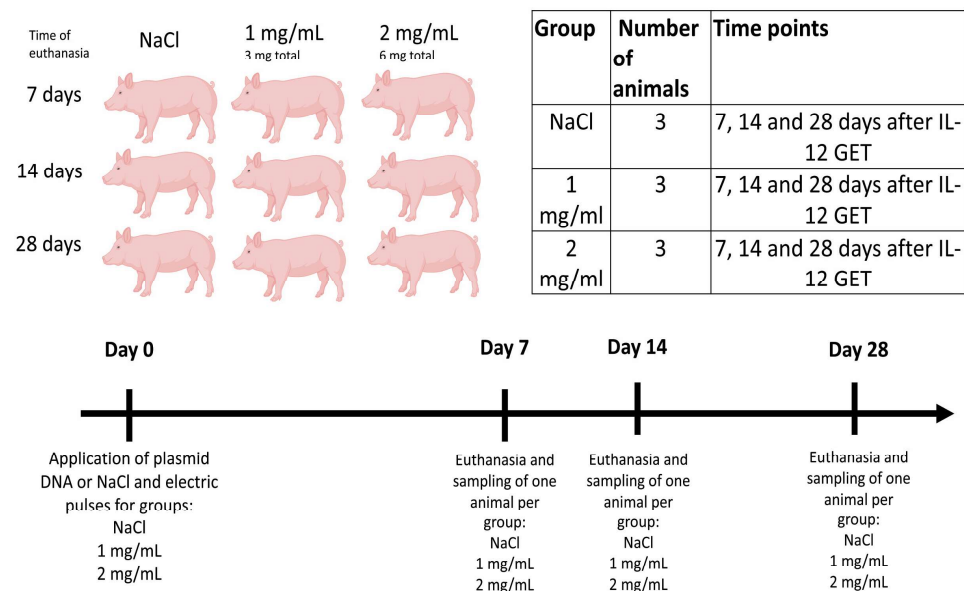 Time of
euthanasia
NaCl
1 mg/mL
3 mg total
2 mg/mL
6 mg total
7 days
14 days
28 days
Group
Number
of
animals
Time points
NaCl
3
7, 14 and 28 days after IL-
12 GET
1
mg/ml
3
7, 14 and 28 days after IL-
12 GET
2
mg/ml
3
7, 14 and 28 days after IL-
12 GET
Day 0
Day 7
Day 14
Day 28
Application of plasmid
DNA or NaCl and electric
pulses for groups:
NaCl
1 mg/mL
2 mg/mL
Euthanasia and
sampling of one
animal per
group:
NaCl
1 mg/mL
2 mg/mL
Euthanasia and
sampling of one
animal per
group:
NaCl
1 mg/mL
2 mg/mL
Euthanasia and
sampling of one
animal per
group:
NaCl
1 mg/mL
2 mg/mL